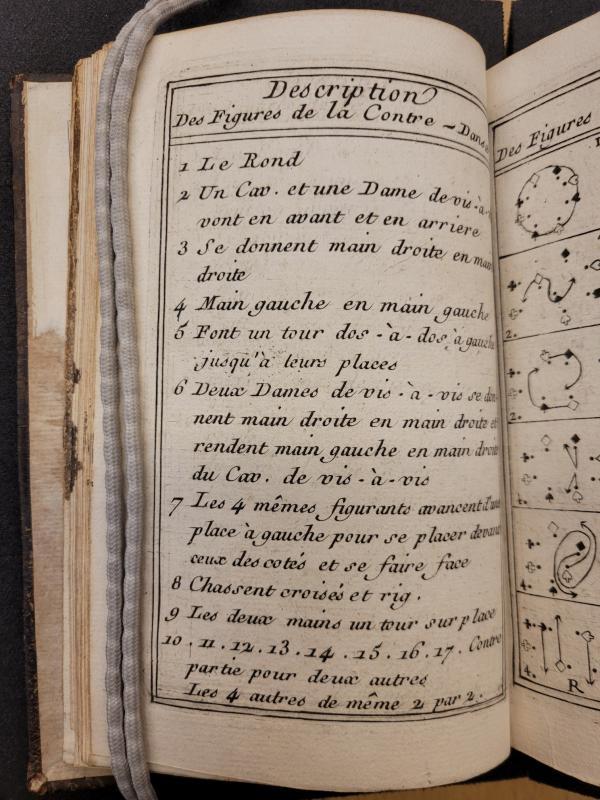 Description
Des Figures de la Contre - Danse
1 Le Rond
2 Un Cav. et une Dame de vis-à-
vont en avant et en arriere
3 Se donnent main droite en main
droite
4 Main gauche en main gauche
5 Font un tour dos-à-dos, à gauche
jusqu'à leurs places
6 Deux Dames de vis-à-vis se don-
nent main droite en main droite et
rendent main gauche en main droite
du Cav. de vis-à-vis
7 Les 4 mêmes figurants avancent d'une
place à gauche pour se placer devant
ceux des cotés et se faire face
8 Chassent croisés et rig.
9 Les deux mains un tour sur place
10. 11. 12. 13. 14. 15. 16. 17. Contre
partie pour deux autres
Les 4 autres de même 2 par 2.
Des Figures
2.
2.
4.
4.
R